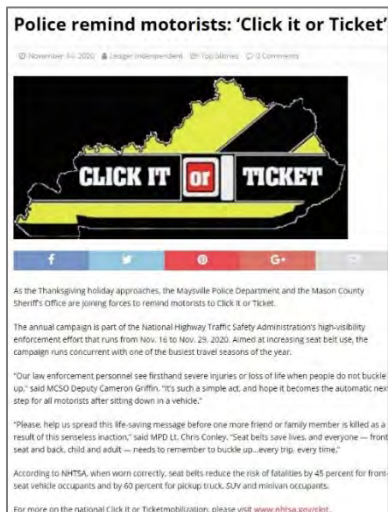 Police remind motorists: ‘Click it or Ticket’
November 2020 Ledger Independent Top Stories 0 Comments
CLICK IT or TICKET
f G+
As the Thanksgiving holiday approaches, the Maysville Police Department and the Mason County
Sheriff's Office are joining forces to remind motorists to Click It or Ticket.
The annual campaign is part of the National Highway Traffic Safety Administration's high-visibility
enforcement effort that runs from Nov. 16 to Nov. 29, 2020. Aimed at increasing seat belt use, the
campaign runs concurrent with one of the busiest travel seasons of the year.
"Our law enforcement personnel see firsthand severe injuries or loss of life when people do not buckle
up," said MCSO Deputy Cameron Griffin. "It's such a simple act, and hope it becomes the automatic nex
step for all motorists after sitting down in a vehicle."
"Please, help us spread this life-saving message before one more friend or family member is killed as a
result of this senseless inaction," said MPD Lt. Chris Conley. "Seat belts save lives, and everyone — front
seat and back, child and adult — needs to remember to buckle up...every trip, every time."
According to NHTSA, when worn correctly, seat belts reduce the risk of fatalities by 45 percent for front-
seat vehicle occupants and by 60 percent for pickup truck, SUV and minivan occupants.
For more on the national Click It or Ticketmobilization, please visit www.nhtsa.gov/ciot.